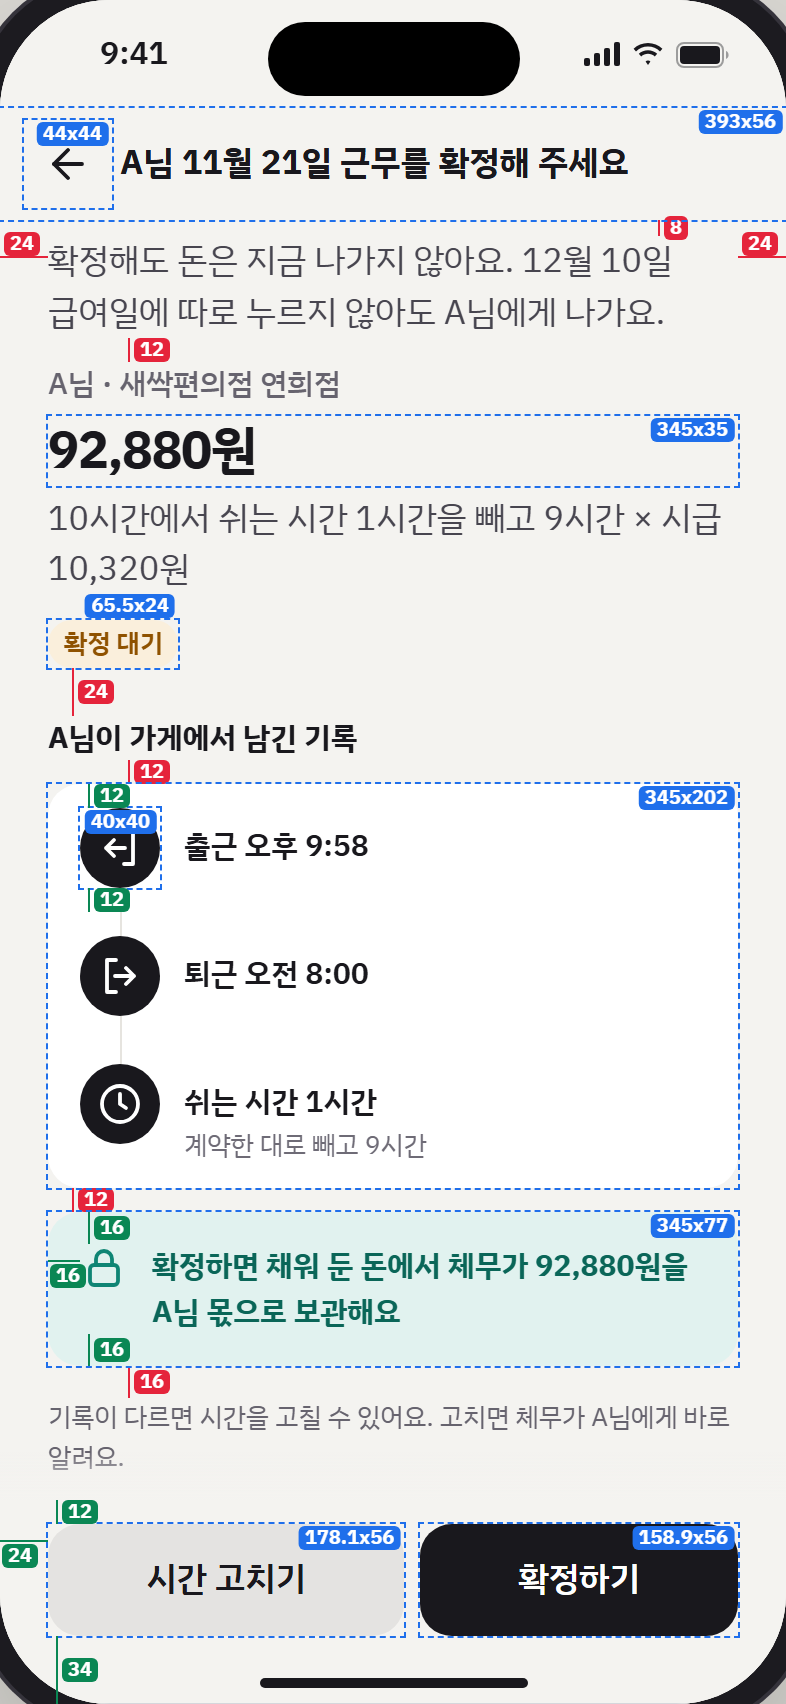 9:41
393x56
44x44
A님 11월 21일 근무를 확정해 주세요
8
24
24
확정해도 돈은 지금 나가지 않아요. 12월 10일
급여일에 따로 누르지 않아도 A님에게 나가요.
12
A님 · 새싹편의점 연희점
345x35
92,880원
10시간에서 쉬는 시간 1시간을 빼고 9시간 × 시급
10,320원
65.5x24
확정 대기
24
A님이 가게에서 남긴 기록
12
12
345x202
40x40
출근 오후 9:58
12
퇴근 오전 8:00
쉬는 시간 1시간
계약한 대로 빼고 9시간
12
16
345x77
16
확정하면 채워 둔 돈에서 체무가 92,880원을
A님 몫으로 보관해요
16
16
기록이 다르면 시간을 고칠 수 있어요. 고치면 체무가 A님에게 바로
알려요.
12
178.1x56
158.9x56
24
시간 고치기
확정하기
34